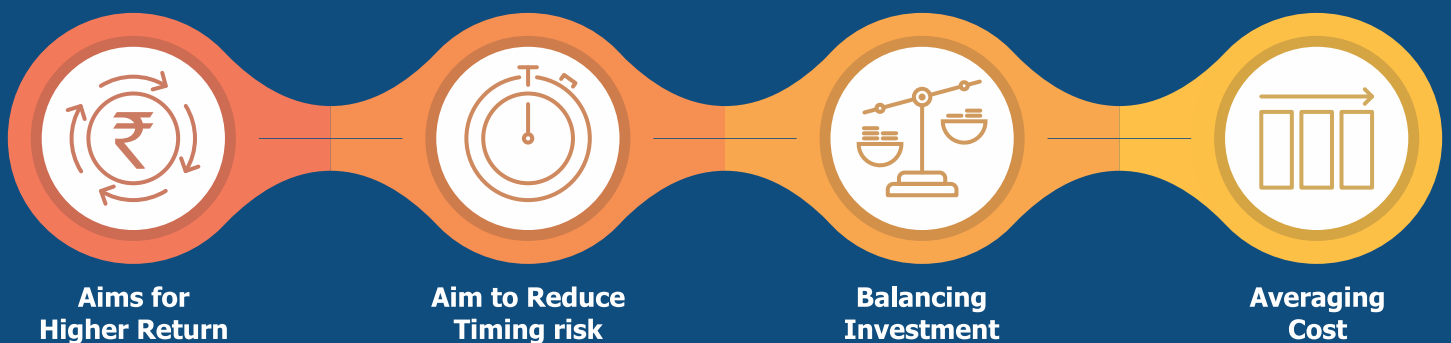 ₹
Aims for
Higher Return
Aim to Reduce
Timing risk
Balancing
Investment
Averaging
Cost